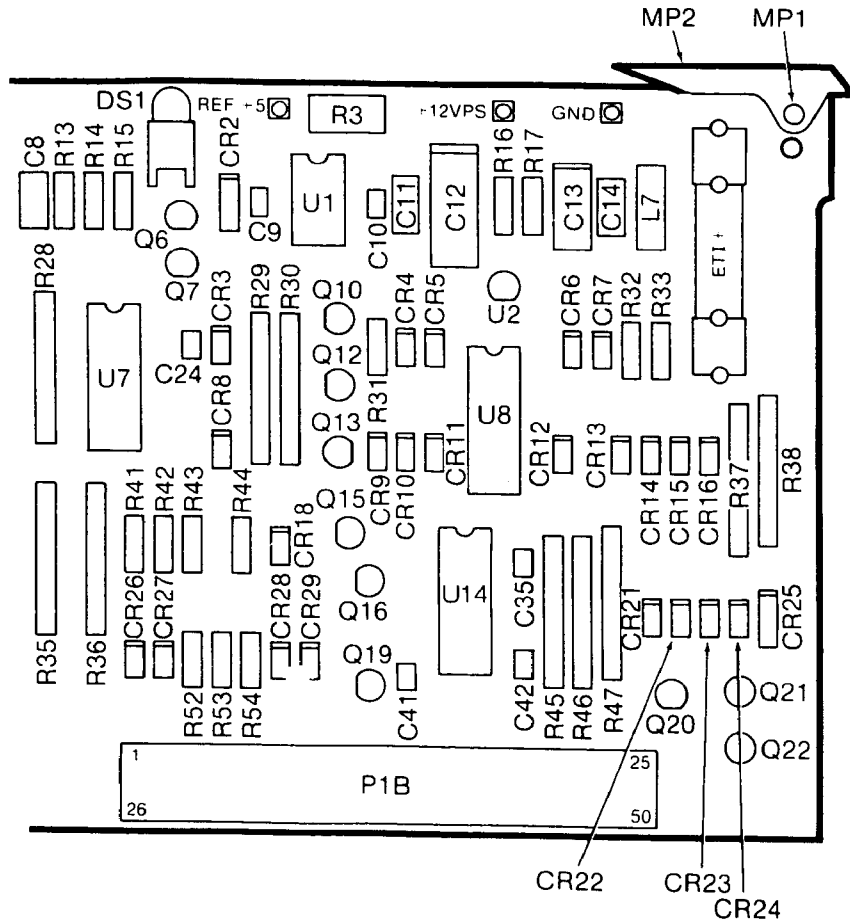 MP2
MP1
DS1
REF +5
R3
+12VPS
GND
C8
R13
R14
R15
CR2
C9
U1
C10
C11
C12
R16
R17
C13
C14
L7
ETI+
Q6
Q7
R28
U7
C24
CR3
CR8
R29
R30
Q10
Q12
Q13
R31
CR4
CR5
U2
CR6
CR7
R32
R33
U8
CR9
CR10
CR11
CR12
CR13
CR14
CR15
CR16
R37
R38
R41
R42
R43
R44
CR18
Q15
Q16
U14
C35
R35
R36
CR26
CR27
CR28
CR29
R52
R53
R54
Q19
C41
C42
R45
R46
R47
CR21
CR25
Q20
Q21
Q22
1
25
P1B
26
50
CR22
CR23
CR24